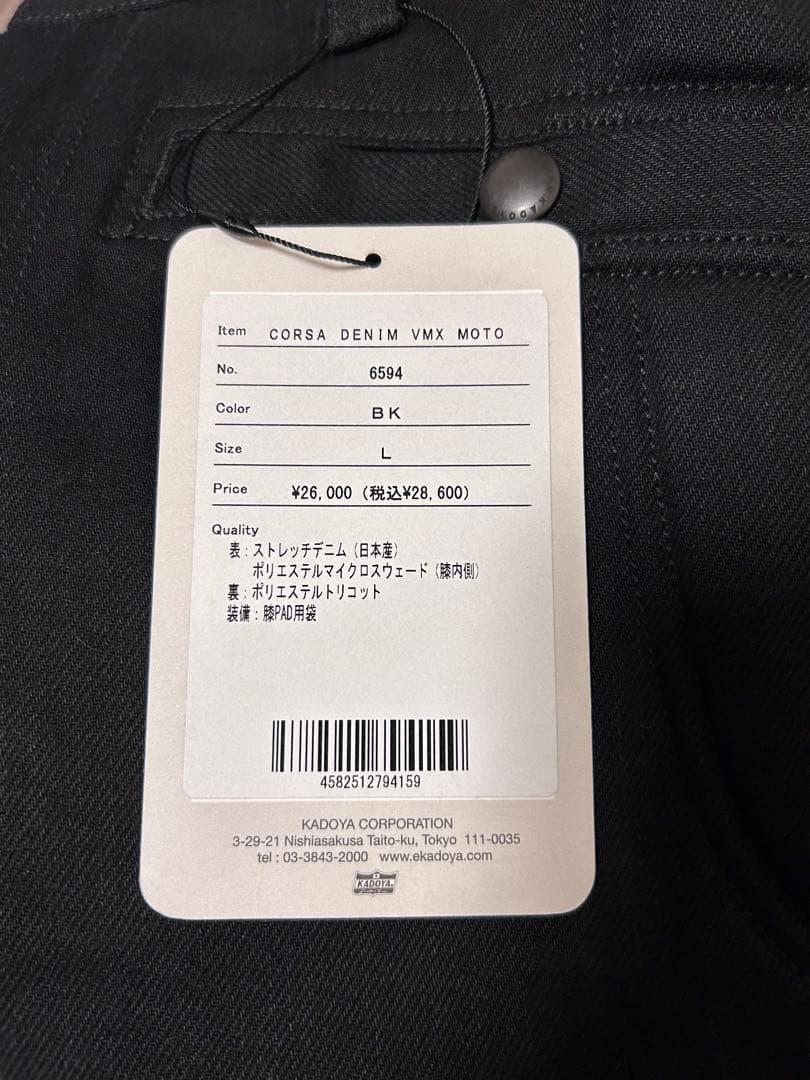 KADOYA
Item CORSA DENIM VMX MOTO
No. 6594
Color BK
Size L
Price ¥26,000 (税込¥28,600)
Quality
表：ストレッチデニム（日本産）
ポリエステルマイクロスウェード（膝内側）
裏：ポリエステルトリコット
装備：膝PAD用袋
4582512794159
KADOYA CORPORATION
3-29-21 Nishiasakusa Taito-ku, Tokyo 111-0035
tel : 03-3843-2000 www.ekadoya.com
KADOYA